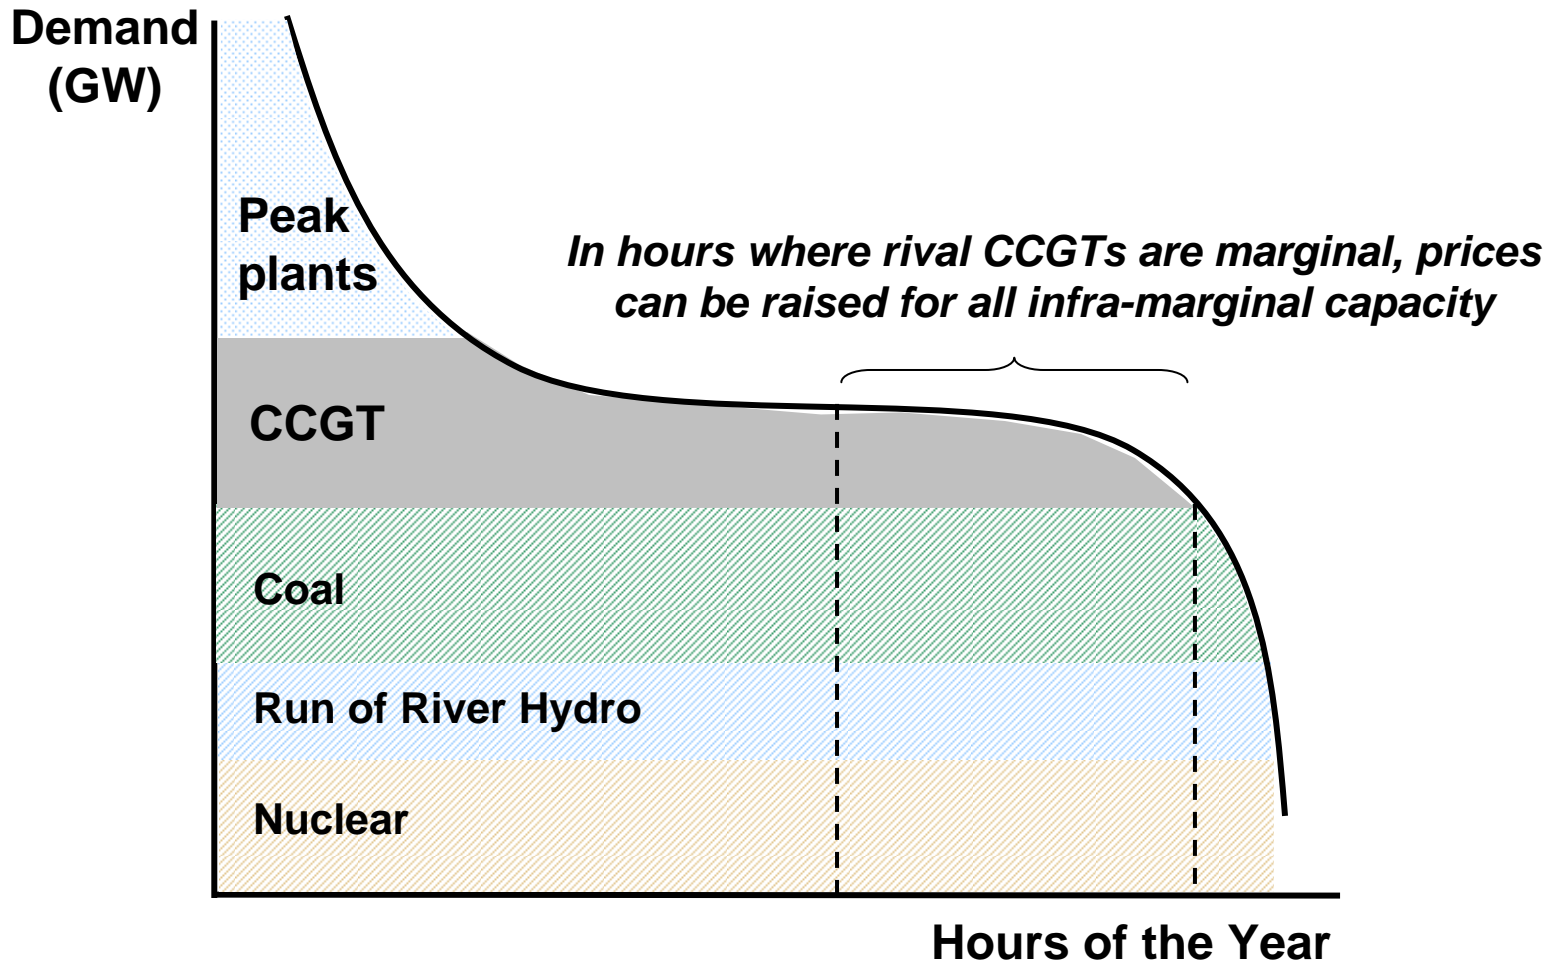 Demand
(GW)
Peak
plants
In hours where rival CCGTs are marginal, prices
can be raised for all infra-marginal capacity
CCGT
Coal
Run of River Hydro
Nuclear
Hours of the Year